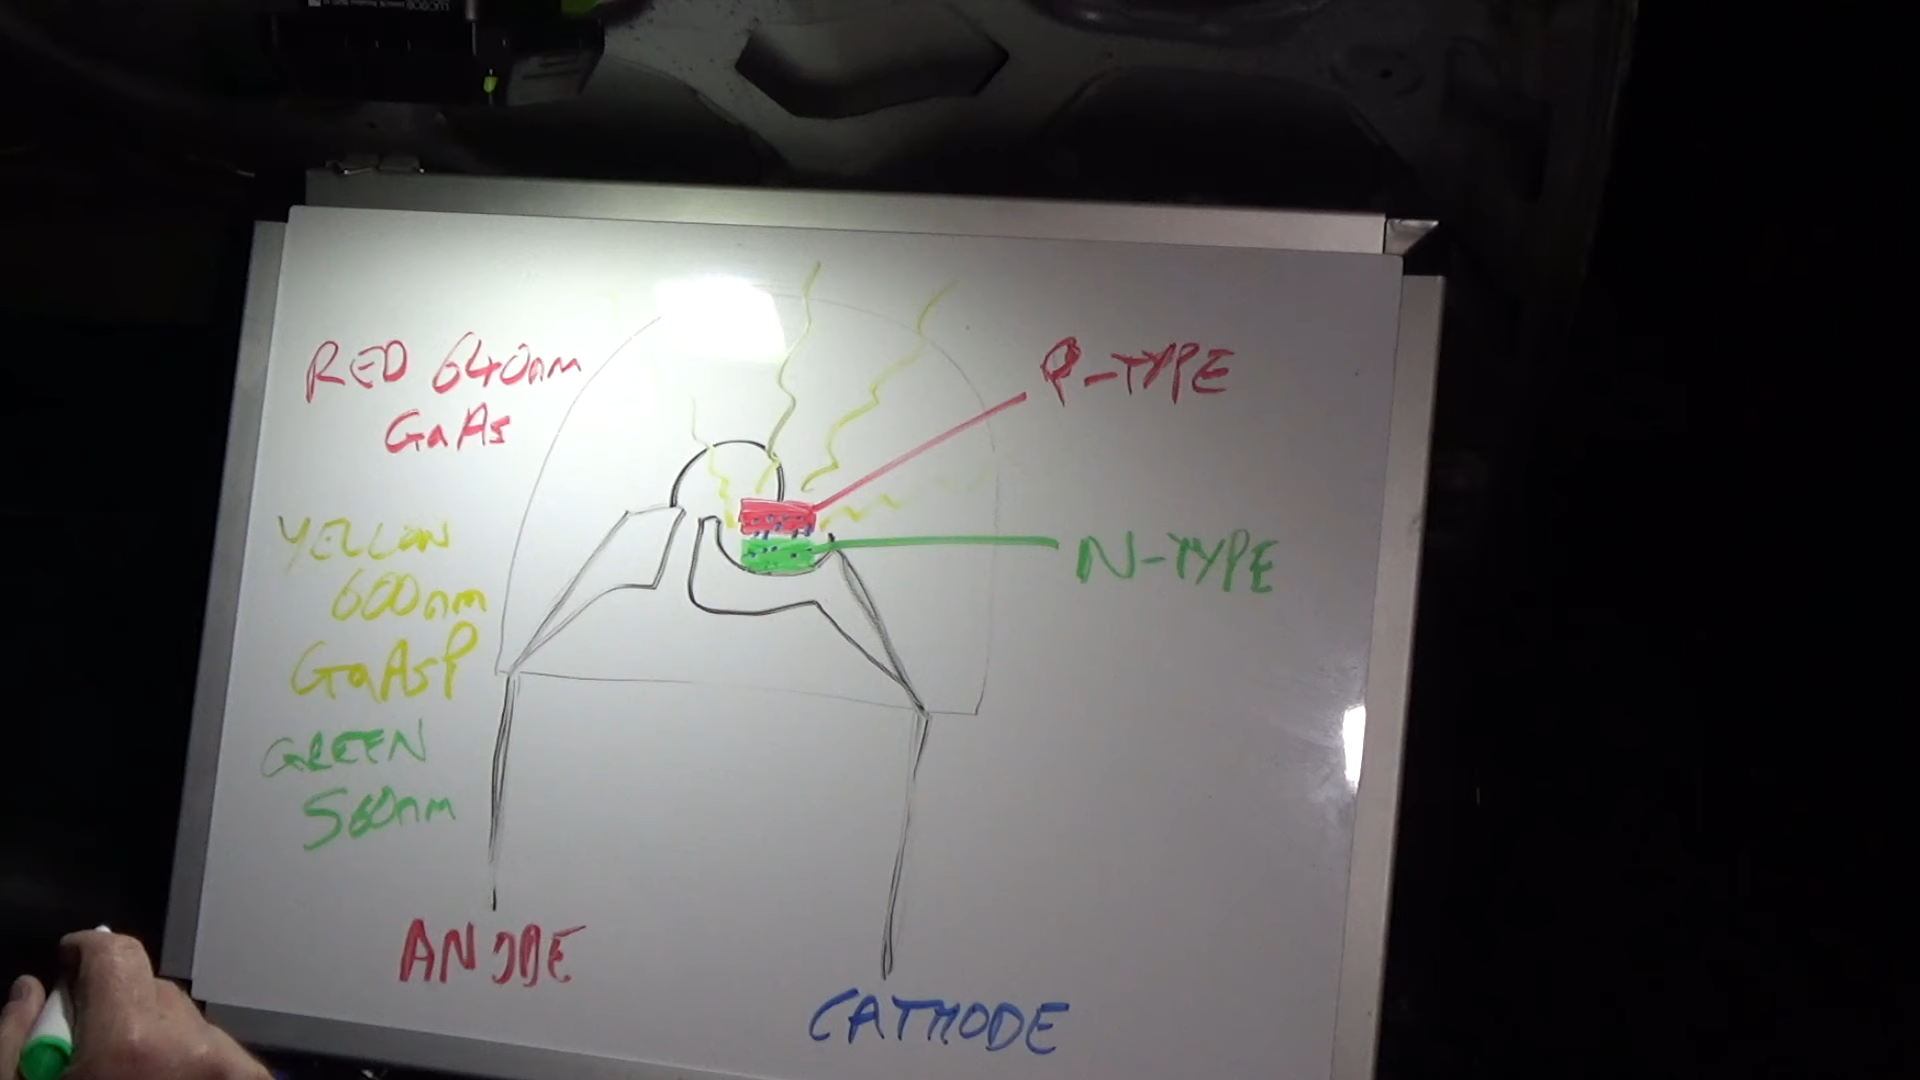 RED 640nm
GaAs
YELLOW
600nm
GaAsP
GREEN
560nm
P-TYPE
N-TYPE
ANODE
CATHODE